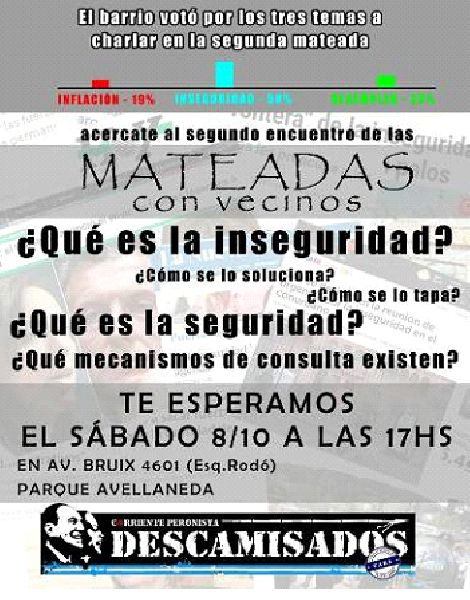 El barrio votó por los tres temas a
charlar en la segunda mateada
INFLACIÓN - 19%
INSEGURIDAD -
acercate al segundo encuentro de las
MATEADAS
con vecinos
¿Qué es la inseguridad?
¿Cómo se lo soluciona?
¿Cómo se lo tapa?
¿Qué es la seguridad?
¿Qué mecanismos de consulta existen?
TE ESPERAMOS
EL SÁBADO 8/10 A LAS 17HS
EN AV. BRUIX 4601 (Esq.Rodó)
PARQUE AVELLANEDA
CORRIENTE PERONISTA
DESCAMISADOS